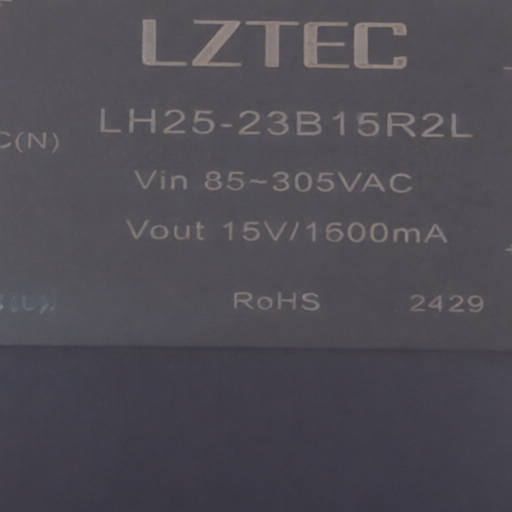 LZTEC
LH25-23B15R2L
C(N)
Vin 85~305VAC
Vout 15V/1600mA
RoHS 2429